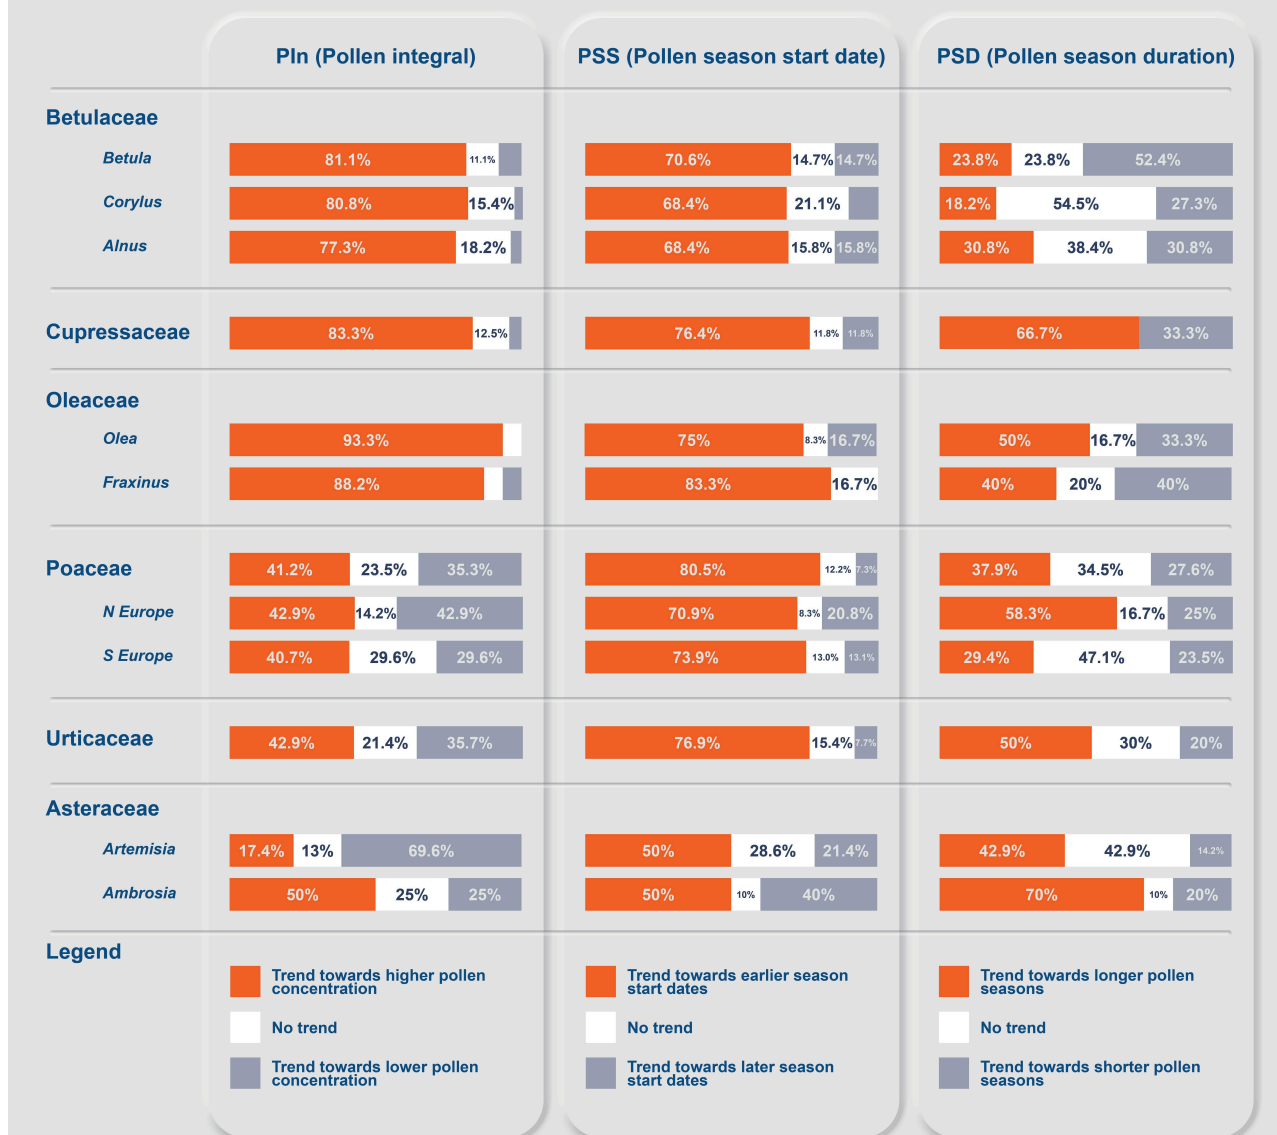 PIn (Pollen integral) PSS (Pollen season start date) PSD (Pollen season duration)
Betulaceae
Betula 81.1% 11.1% 70.6% 14.7% 14.7% 23.8% 23.8% 52.4%
Corylus 80.8% 15.4% 68.4% 21.1% 18.2% 54.5% 27.3%
Alnus 77.3% 18.2% 68.4% 15.8% 15.8% 30.8% 38.4% 30.8%
Cupressaceae 83.3% 12.5% 76.4% 11.8% 11.8% 66.7% 33.3%
Oleaceae
Olea 93.3% 75% 8.3% 16.7% 50% 16.7% 33.3%
Fraxinus 88.2% 83.3% 16.7% 40% 20% 40%
Poaceae 41.2% 23.5% 35.3% 80.5% 12.2% 7.3% 37.9% 34.5% 27.6%
N Europe 42.9% 14.2% 42.9% 70.9% 8.3% 20.8% 58.3% 16.7% 25%
S Europe 40.7% 29.6% 29.6% 73.9% 13.0% 13.1% 29.4% 47.1% 23.5%
Urticaceae 42.9% 21.4% 35.7% 76.9% 15.4% 7.7% 50% 30% 20%
Asteraceae
Artemisia 17.4% 13% 69.6% 50% 28.6% 21.4% 42.9% 42.9% 14.2%
Ambrosia 50% 25% 25% 50% 10% 40% 70% 10% 20%
Legend
Trend towards higher pollen
concentration
No trend
Trend towards lower pollen
concentration
Trend towards earlier season
start dates
No trend
Trend towards later season
start dates
Trend towards longer pollen
seasons
No trend
Trend towards shorter pollen
seasons